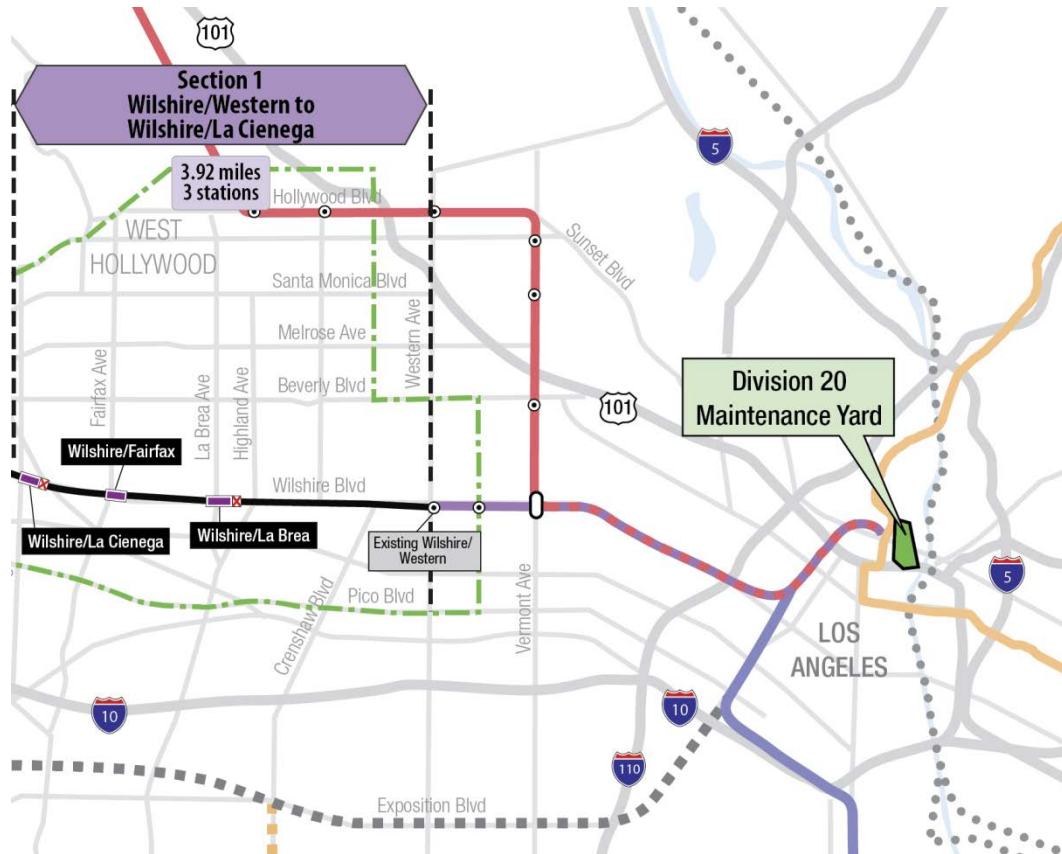 101
Section 1
Wilshire/Western to
Wilshire/La Cienega
5
3.92 miles
3 stations
Hollywood Blvd
WEST
HOLLYWOOD
Sunset Blvd
Santa Monica Blvd
Western Ave
Melrose Ave
Fairfax Ave
La Brea Ave
Highland Ave
Beverly Blvd
101
Division 20
Maintenance Yard
Wilshire/Fairfax
Wilshire Blvd
Wilshire/La Cienega
Wilshire/La Brea
Existing Wilshire/
Western
5
Pico Blvd
Crenshaw Blvd
Vermont Ave
LOS
ANGELES
10
10
110
Exposition Blvd